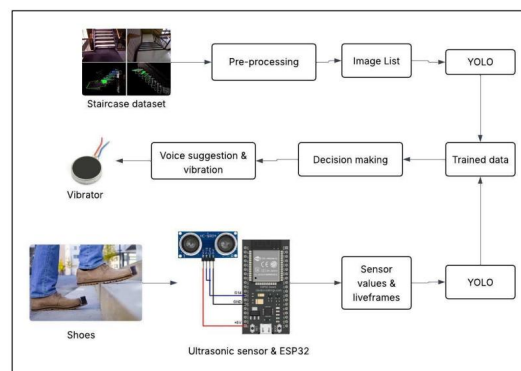 Pre-processing
Image List
YOLO
Staircase dataset
Voice suggestion &
vibration
Decision making
Trained data
Vibrator
Sensor
values &
liveframes
YOLO
Shoes
Ultrasonic sensor & ESP32